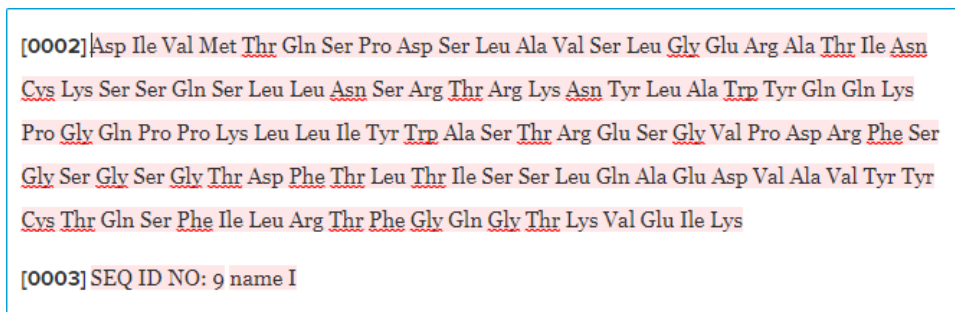 [0002] Asp Ile Val Met Thr Gln Ser Pro Asp Ser Leu Ala Val Ser Leu Gly Glu Arg Ala Thr Ile Asn
Cys Lys Ser Ser Gln Ser Leu Leu Asn Ser Arg Thr Arg Lys Asn Tyr Leu Ala Trp Tyr Gln Gln Lys
Pro Gly Gln Pro Pro Lys Leu Leu Ile Tyr Trp Ala Ser Thr Arg Glu Ser Gly Val Pro Asp Arg Phe Ser
Gly Ser Gly Ser Gly Thr Asp Phe Thr Leu Thr Ile Ser Ser Leu Gln Ala Glu Asp Val Ala Val Tyr Tyr
Cys Thr Gln Ser Phe Ile Leu Arg Thr Phe Gly Gln Gly Thr Lys Val Glu Ile Lys
[0003] SEQ ID NO: 9 name I